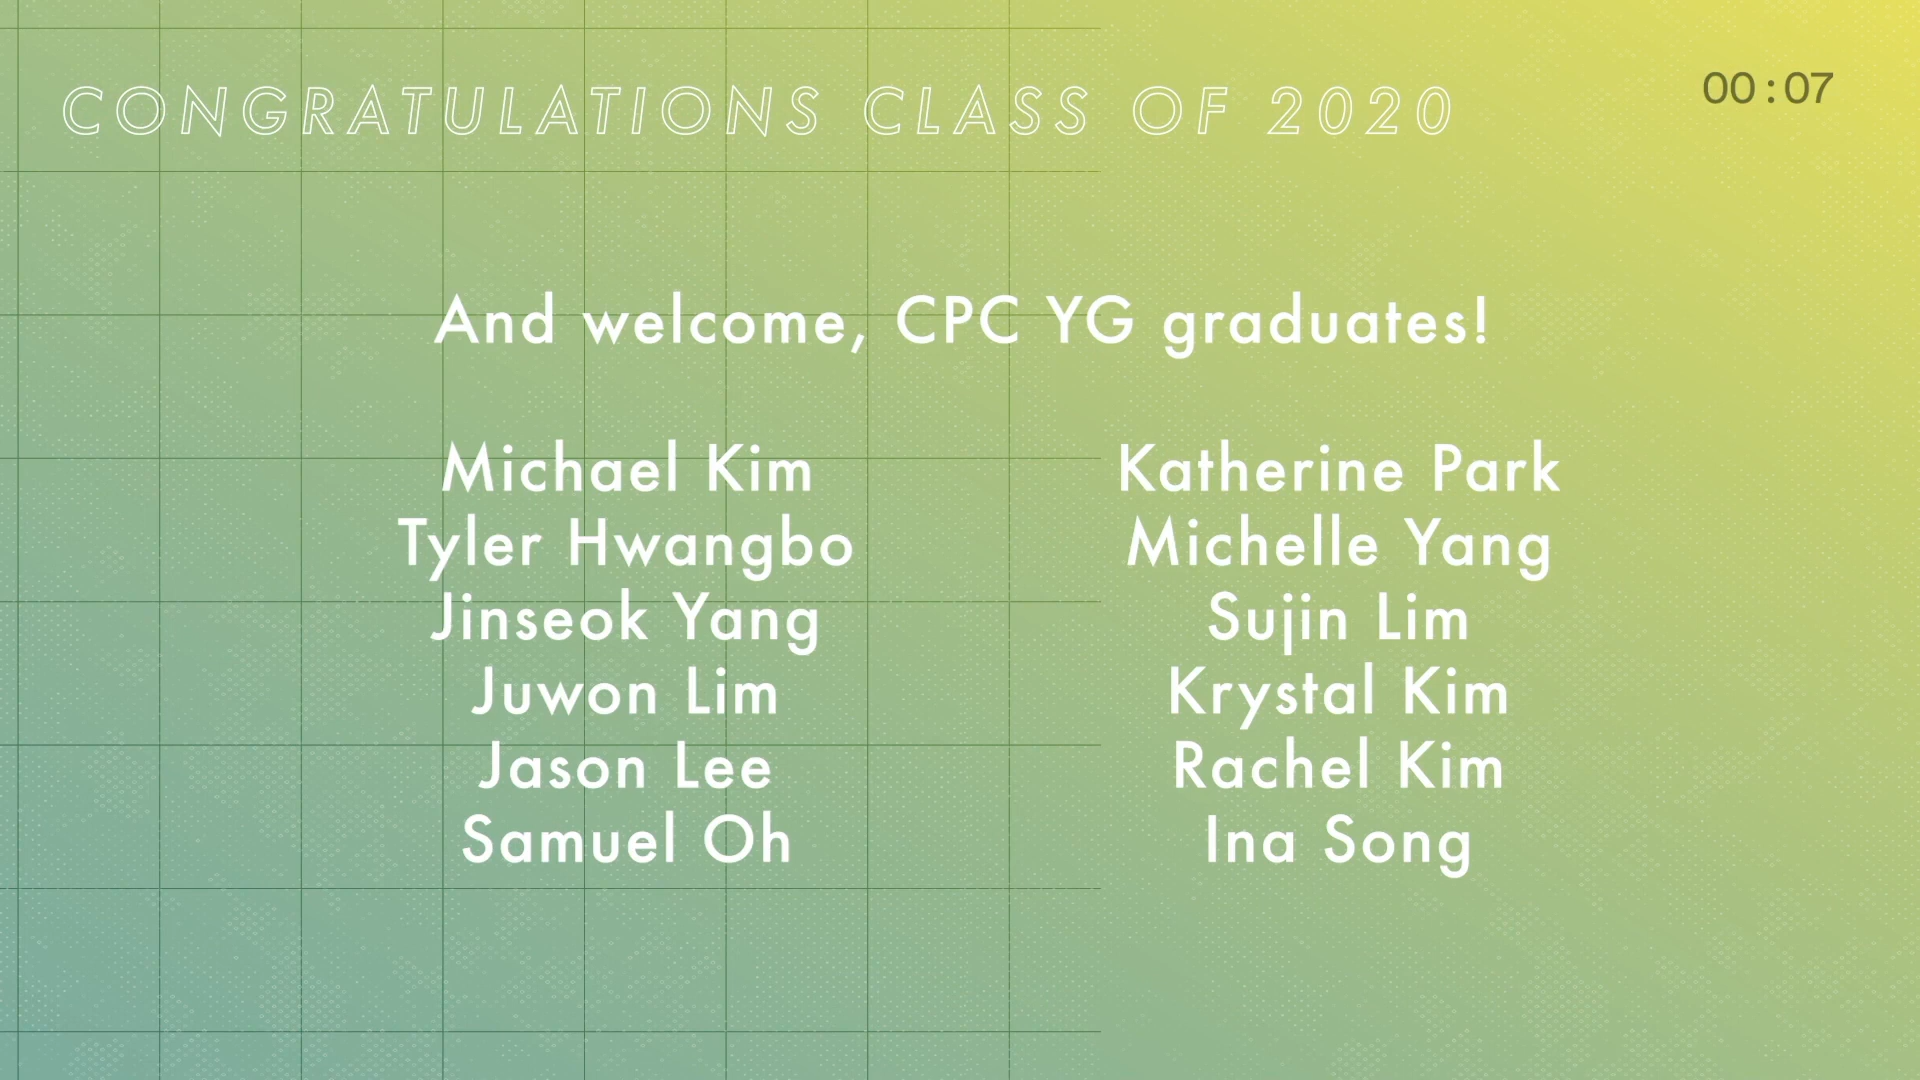 CONGRATULATIONS CLASS OF 2020
00:07
And welcome, CPC YG graduates!
Michael Kim
Tyler Hwangbo
Jinseok Yang
Juwon Lim
Jason Lee
Samuel Oh
Katherine Park
Michelle Yang
Sujin Lim
Krystal Kim
Rachel Kim
Ina Song